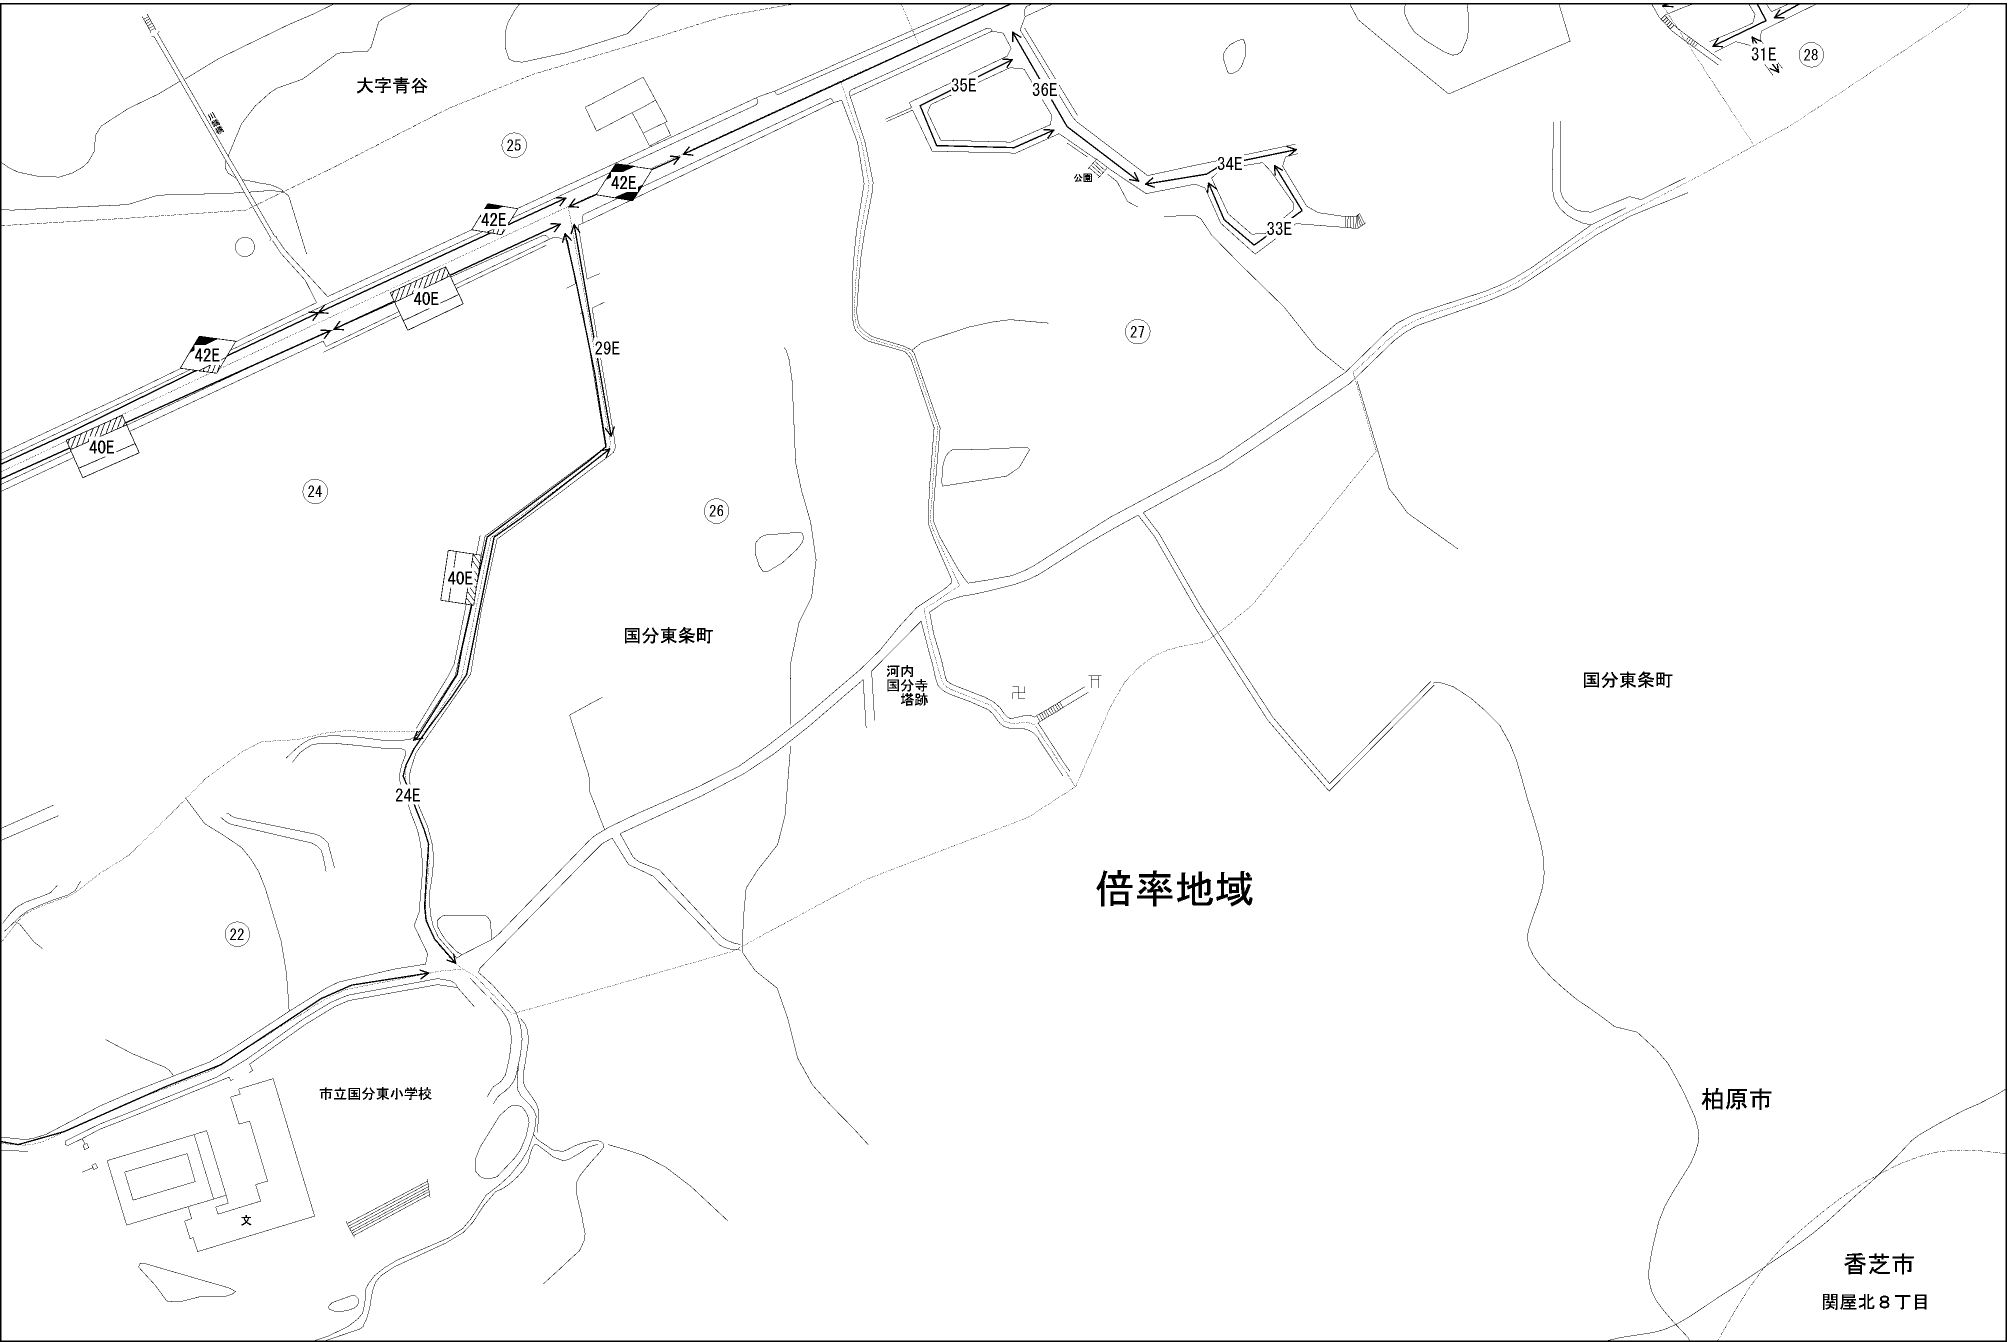 31E
28
大字青谷
35E
36E
25
34E
公園
42E
42E
33E
40E
27
29E
42E
40E
24
26
40E
国分東条町
河内
国分寺
塔跡
卍
国分東条町
24E
倍率地域
22
市立国分東小学校
柏原市
文
香芝市
関屋北８丁目